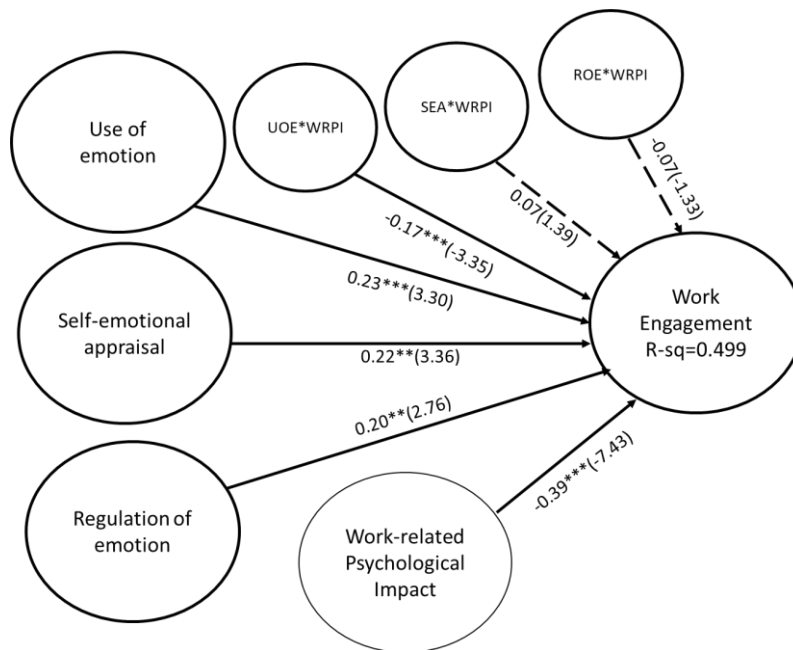 ROE*WRPI
SEA*WRPI
UOE*WRPI
Use of
emotion
-0.07(-1.33)
0.07(1.39)
-0.17***(-3.35)
0.23***(3.30)
Work
Engagement
R-sq=0.499
Self-emotional
appraisal
0.22**(3.36)
0.20**(2.76)
-0.39***(-7.43)
Regulation of
emotion
Work-related
Psychological
Impact